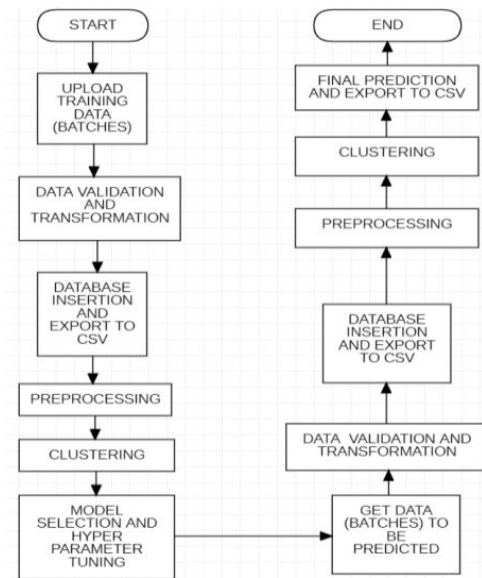 START
UPLOAD
TRAINING
DATA
(BATCHES)
DATA VALIDATION
AND
TRANSFORMATION
DATABASE
INSERTION
AND
EXPORT TO
CSV
PREPROCESSING
CLUSTERING
MODEL
SELECTION AND
HYPER
PARAMETER
TUNING
GET DATA
(BATCHES) TO
BE
PREDICTED
DATA VALIDATION AND
TRANSFORMATION
DATABASE
INSERTION
AND EXPORT
TO CSV
PREPROCESSING
CLUSTERING
FINAL PREDICTION
AND EXPORT TO CSV
END